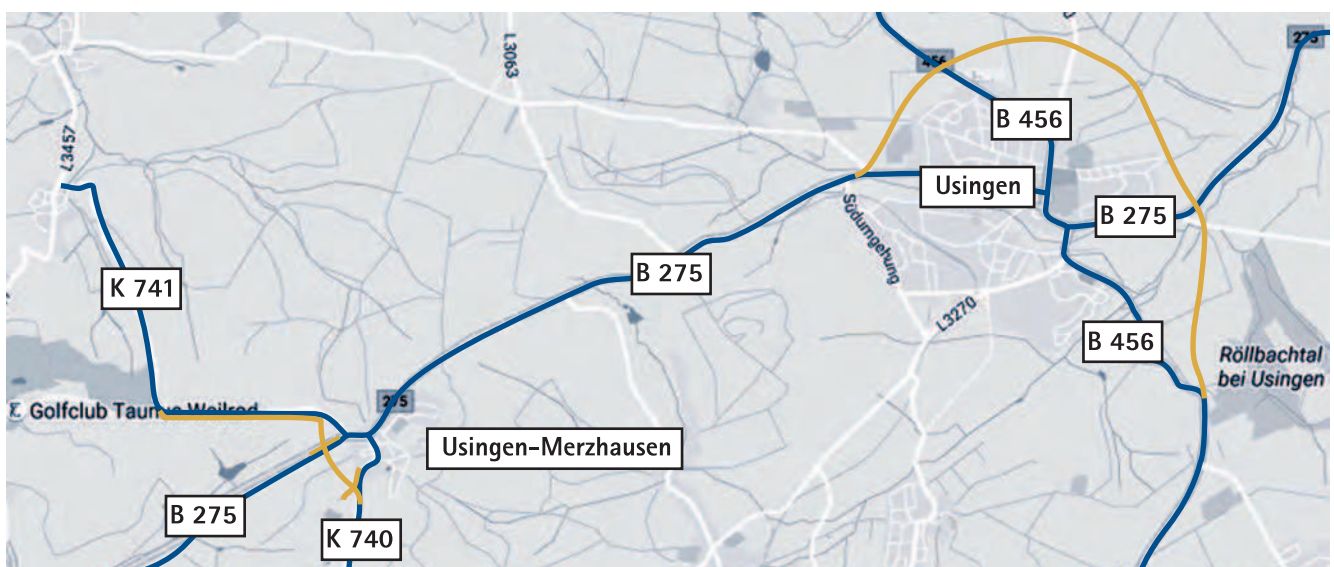 L3063
275
456
B 456
L3457
Usingen
B 275
Südumgehung
B 275
K 741
L3270
B 456
Röllbachtal
bei Usingen
275
Golfclub Taunus Weilrod
Usingen-Merzhausen
B 275
K 740